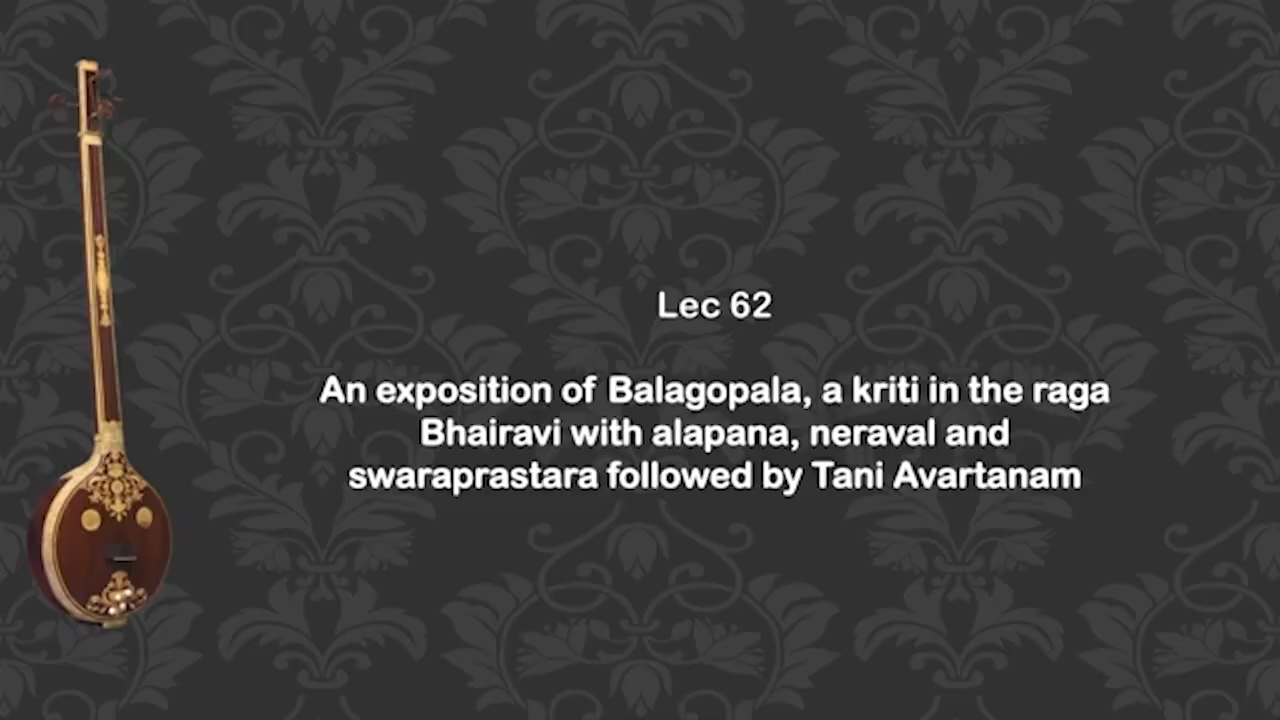 Lec 62
An exposition of Balagopala, a kriti in the raga
Bhairavi with alapana, neraval and
swaraprastara followed by Tani Avartanam